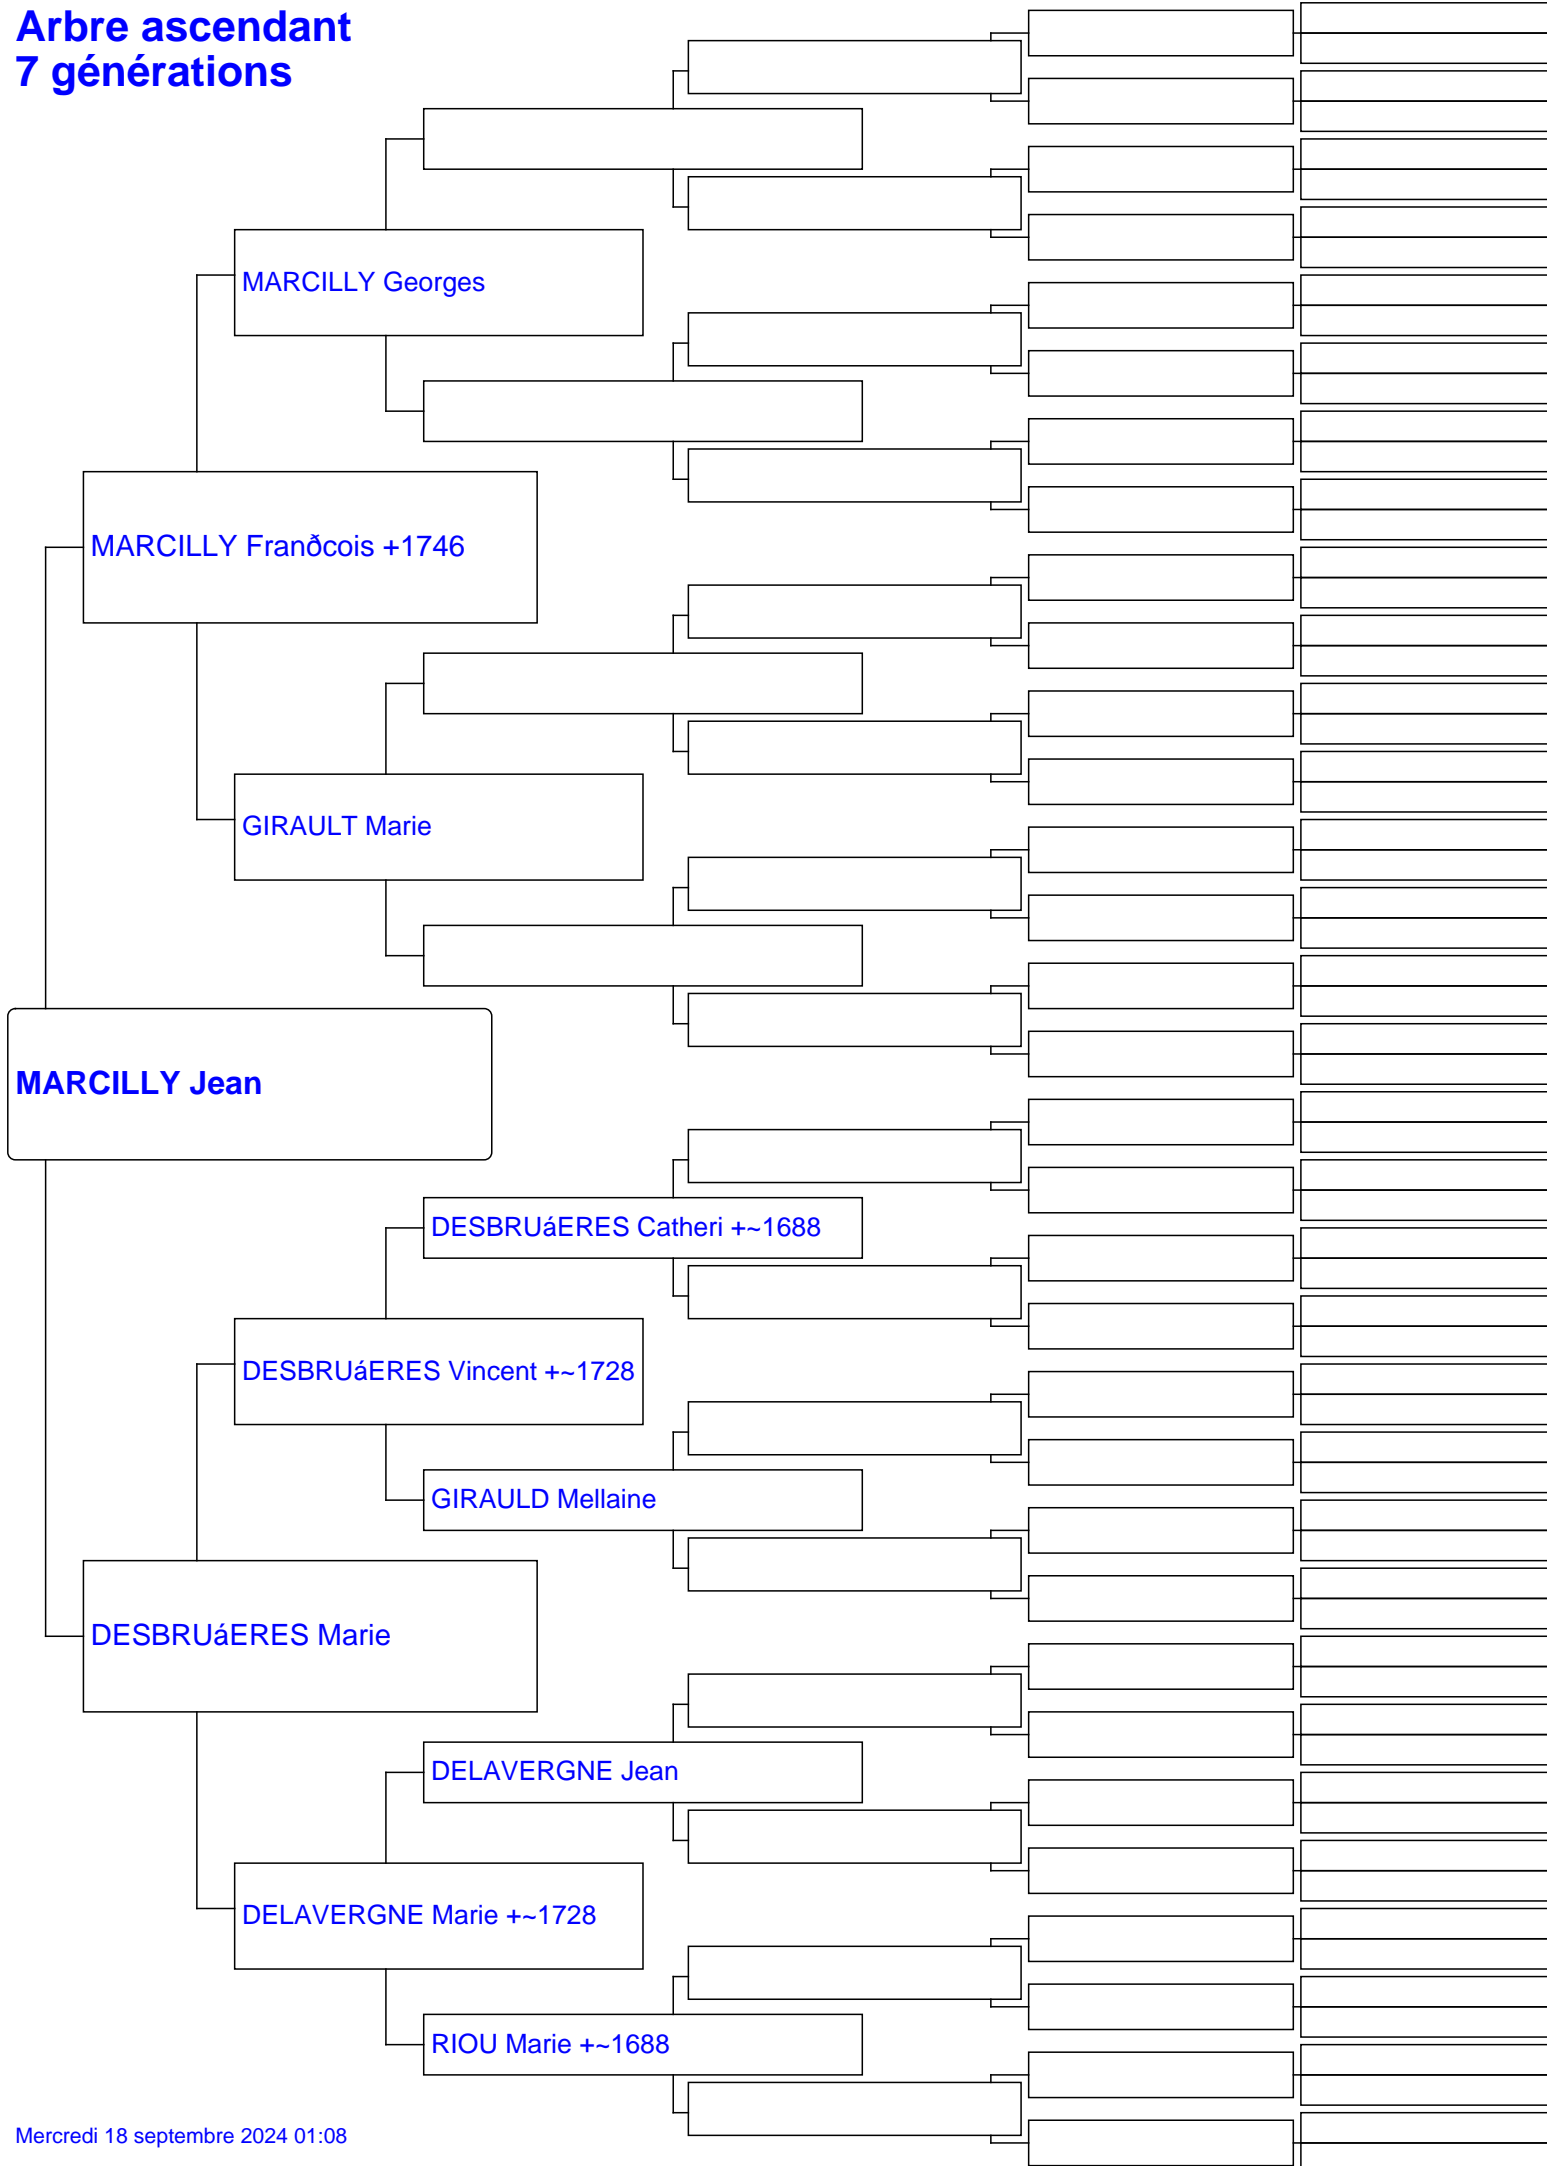 Arbre ascendant
7 générations
MARCILLY Georges
MARCILLY Franðcois +1746
GIRAULT Marie
MARCILLY Jean
DESBRUáERES Catheri +~1688
DESBRUáERES Vincent +~1728
GIRAULD Mellaine
DESBRUáERES Marie
DELAVERGNE Jean
DELAVERGNE Marie +~1728
RIOU Marie +~1688
Mercredi 18 septembre 2024 01:08